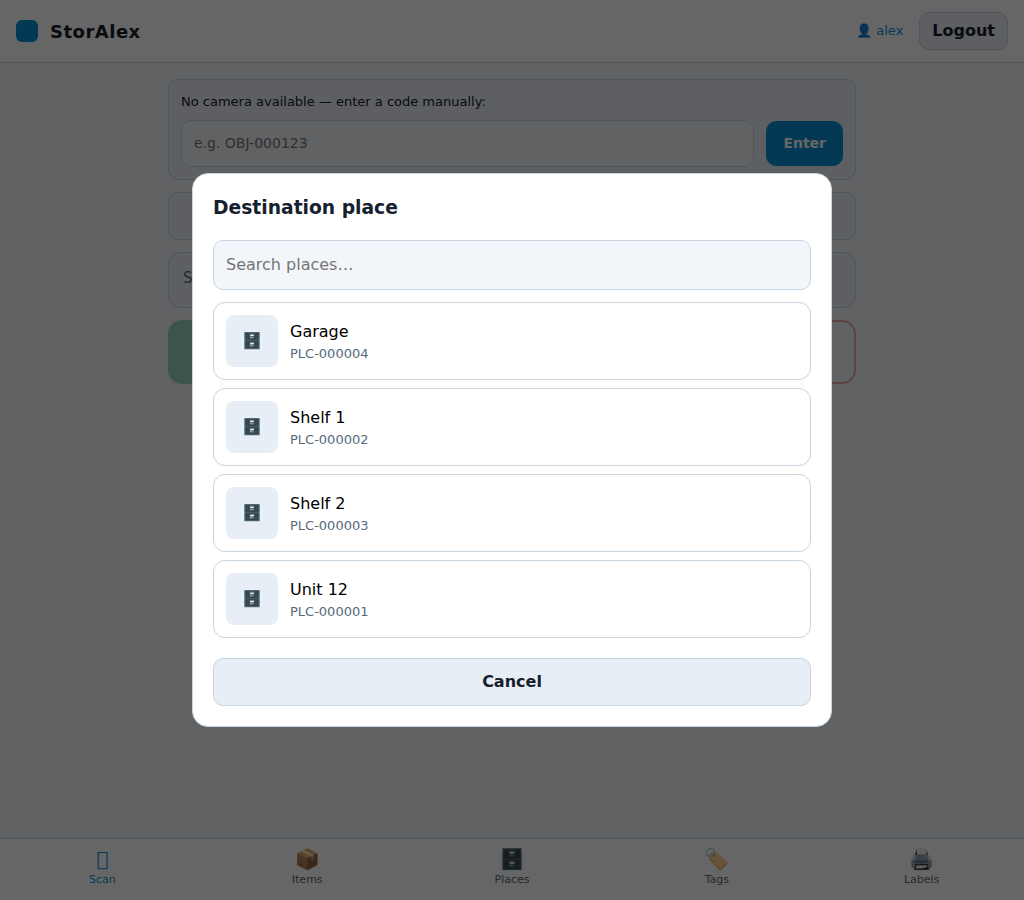 StorAlex
alex
Logout
No camera available — enter a code manually:
e.g. OBJ-000123
Enter
Destination place
Search places…
S
Garage
PLC-000004
Shelf 1
PLC-000002
Shelf 2
PLC-000003
Unit 12
PLC-000001
Cancel
Scan
Items
Places
Tags
Labels